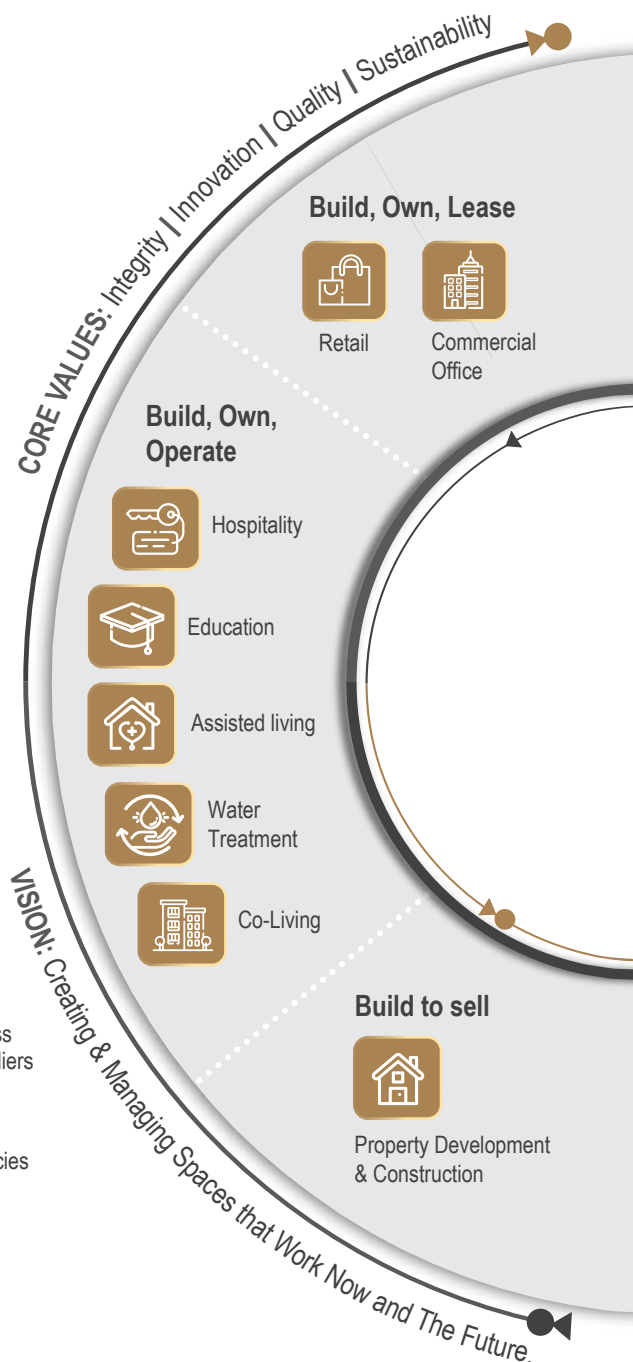 CORE VALUES: Integrity | Innovation | Quality | Sustainability
Build, Own, Lease
Retail
Commercial
Office
Build, Own,
Operate
Hospitality
Education
Assisted living
Water
Treatment
Co-Living
Build to sell
Property Development
& Construction
VISION: Creating & Managing Spaces that Work Now and The Future.